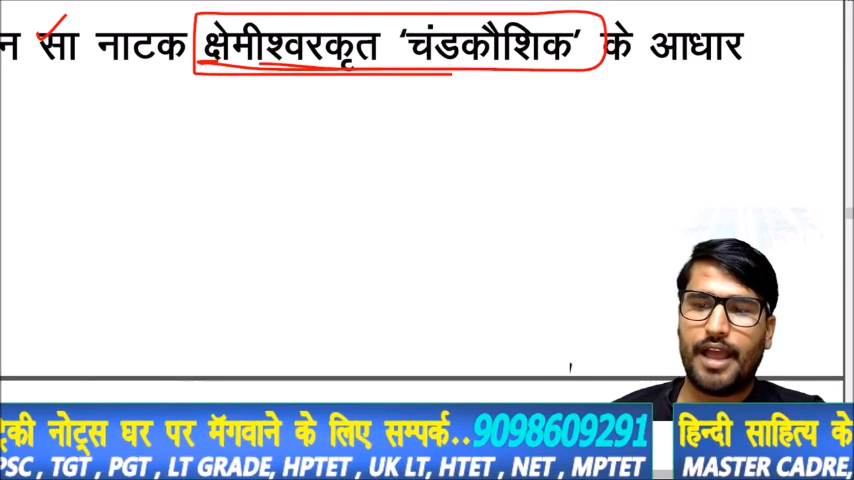 न सा नाटक क्षेमीश्वरकृत ‘चंडकौशिक’ के आधार
की नोट्स घर पर मॅगवाने के लिए सम्पर्क..9098609291 हिन्दी साहित्य के
PSC , TGT , PGT , LT GRADE, HPTET , UK LT, HTET , NET , MPTET MASTER CADRE,